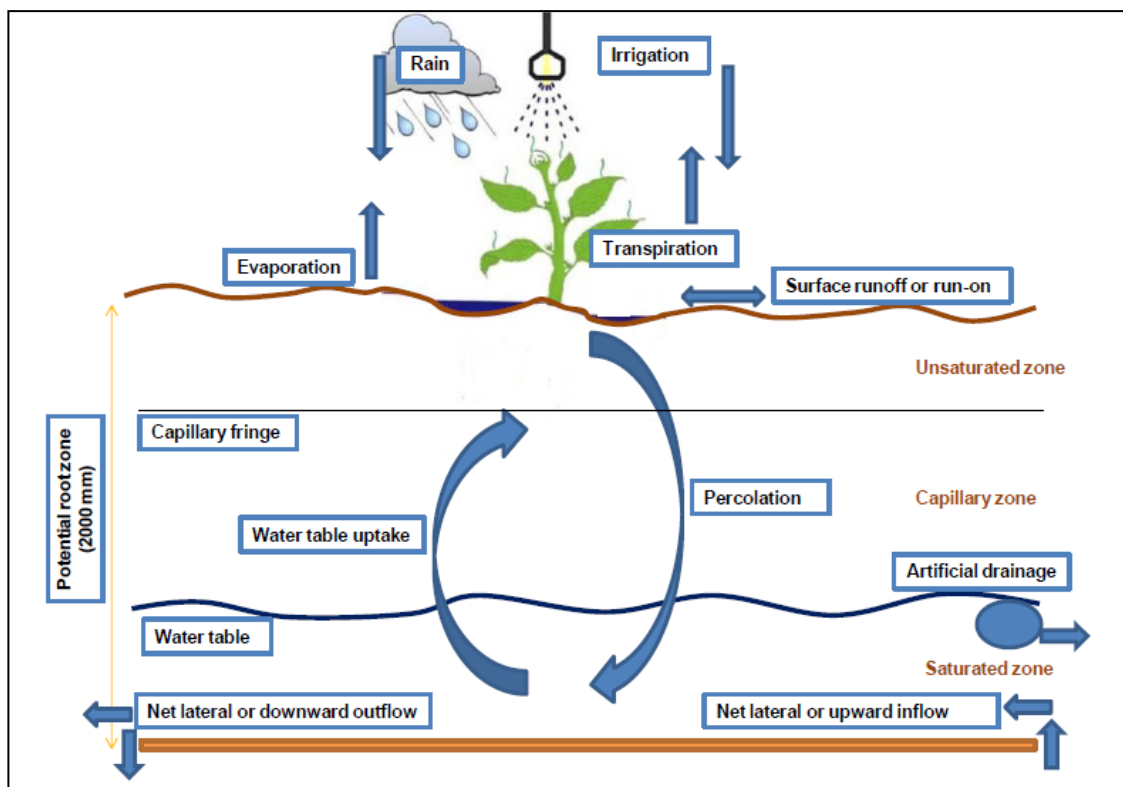 Rain
Irrigation
Evaporation
Transpiration
Surface runoff or run-on
Unsaturated zone
Capillary fringe
Potential rootzone
(2000 mm)
Percolation
Capillary zone
Water table uptake
Artificial drainage
Water table
Saturated zone
Net lateral or downward outflow
Net lateral or upward inflow